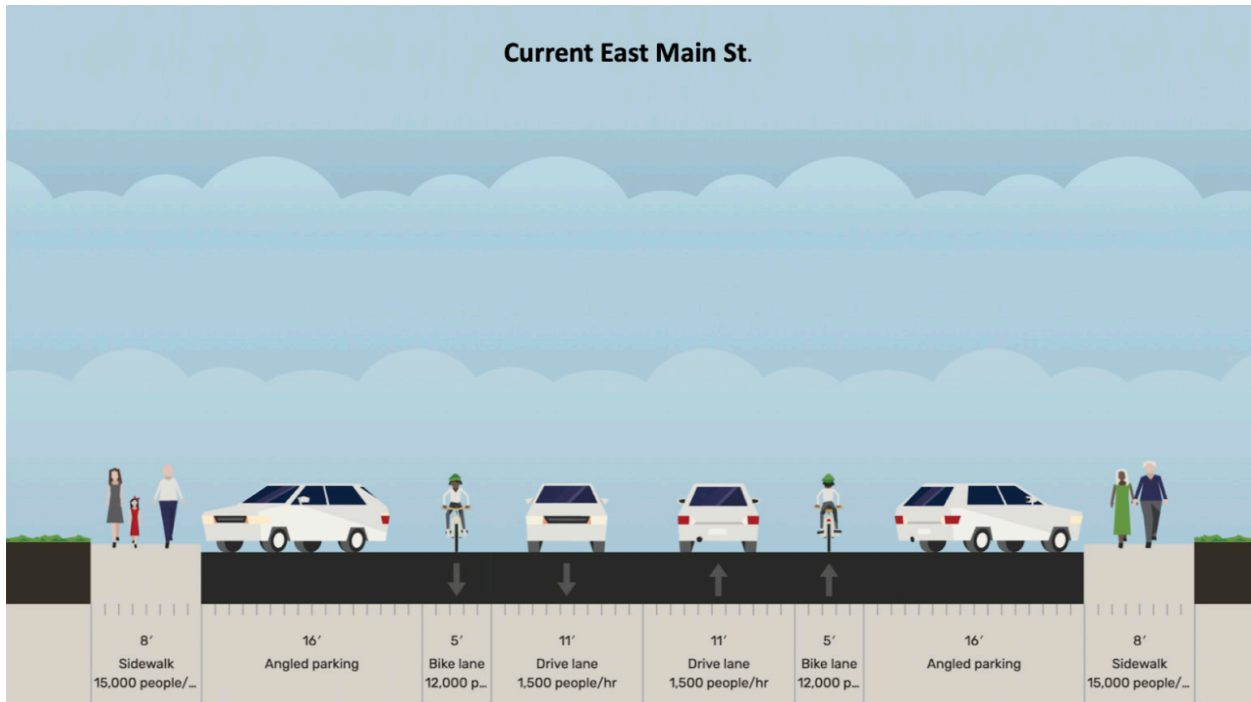 Current East Main St.
8′
Sidewalk
15,000 people/…
16′
Angled parking
5′
Bike lane
12,000 p…
11′
Drive lane
1,500 people/hr
11′
Drive lane
1,500 people/hr
5′
Bike lane
12,000 p…
16′
Angled parking
8′
Sidewalk
15,000 people/…